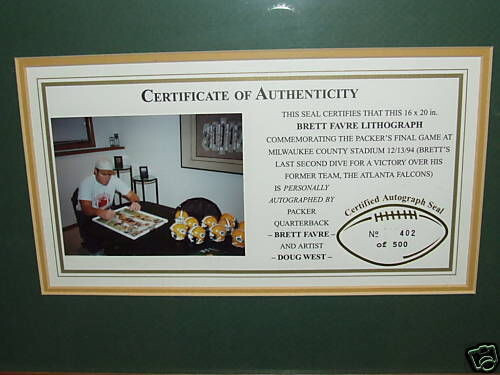 CERTIFICATE OF AUTHENTICITY
THIS SEAL CERTIFIES THAT THIS 16 x 20 in.
BRETT FAVRE LITHOGRAPH
COMMEMORATING THE PACKER'S FINAL GAME AT
MILWAUKEE COUNTY STADIUM 12/13/94 (BRETT'S
LAST SECOND DIVE FOR A VICTORY OVER HIS
FORMER TEAM, THE ATLANTA FALCONS)
IS PERSONALLY
AUTOGRAPHED BY
PACKER
QUARTERBACK
– BRETT FAVRE –
AND ARTIST
– DOUG WEST –
Certified Autograph Seal
Nº 402
of 500